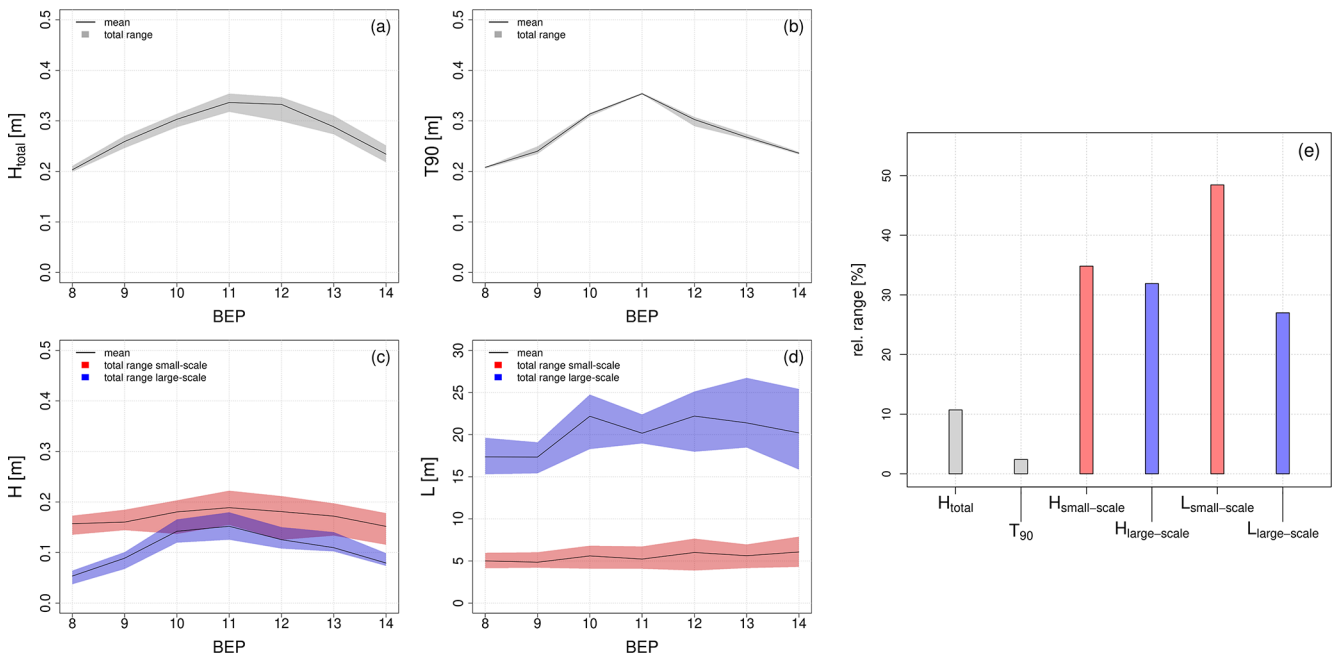 (a)
mean
total range
H_total [m]
0.5
0.4
0.3
0.2
0.1
0.0
8 9 10 11 12 13 14
BEP
(b)
mean
total range
T90 [m]
0.5
0.4
0.3
0.2
0.1
0.0
8 9 10 11 12 13 14
BEP
(c)
mean
total range small-scale
total range large-scale
H [m]
0.5
0.4
0.3
0.2
0.1
0.0
8 9 10 11 12 13 14
BEP
(d)
mean
total range small-scale
total range large-scale
L [m]
30
25
20
15
10
5
0
8 9 10 11 12 13 14
BEP
(e)
rel. range [%]
50
40
30
20
10
0
H_total
T_90
H_small-scale
H_large-scale
L_small-scale
L_large-scale